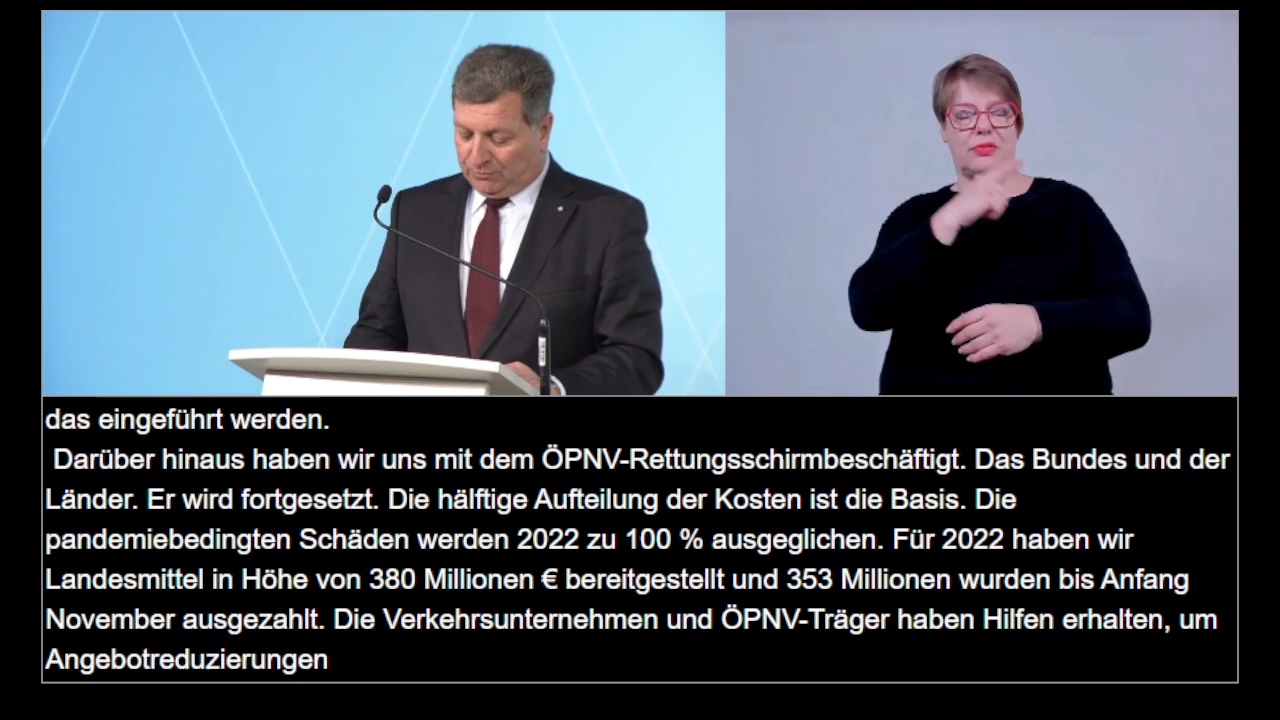 das eingeführt werden.
Darüber hinaus haben wir uns mit dem ÖPNV-Rettungsschirmbeschäftigt. Das Bundes und der
Länder. Er wird fortgesetzt. Die hälftige Aufteilung der Kosten ist die Basis. Die
pandemiebedingten Schäden werden 2022 zu 100 % ausgeglichen. Für 2022 haben wir
Landesmittel in Höhe von 380 Millionen € bereitgestellt und 353 Millionen wurden bis Anfang
November ausgezahlt. Die Verkehrsunternehmen und ÖPNV-Träger haben Hilfen erhalten, um
Angebotreduzierungen